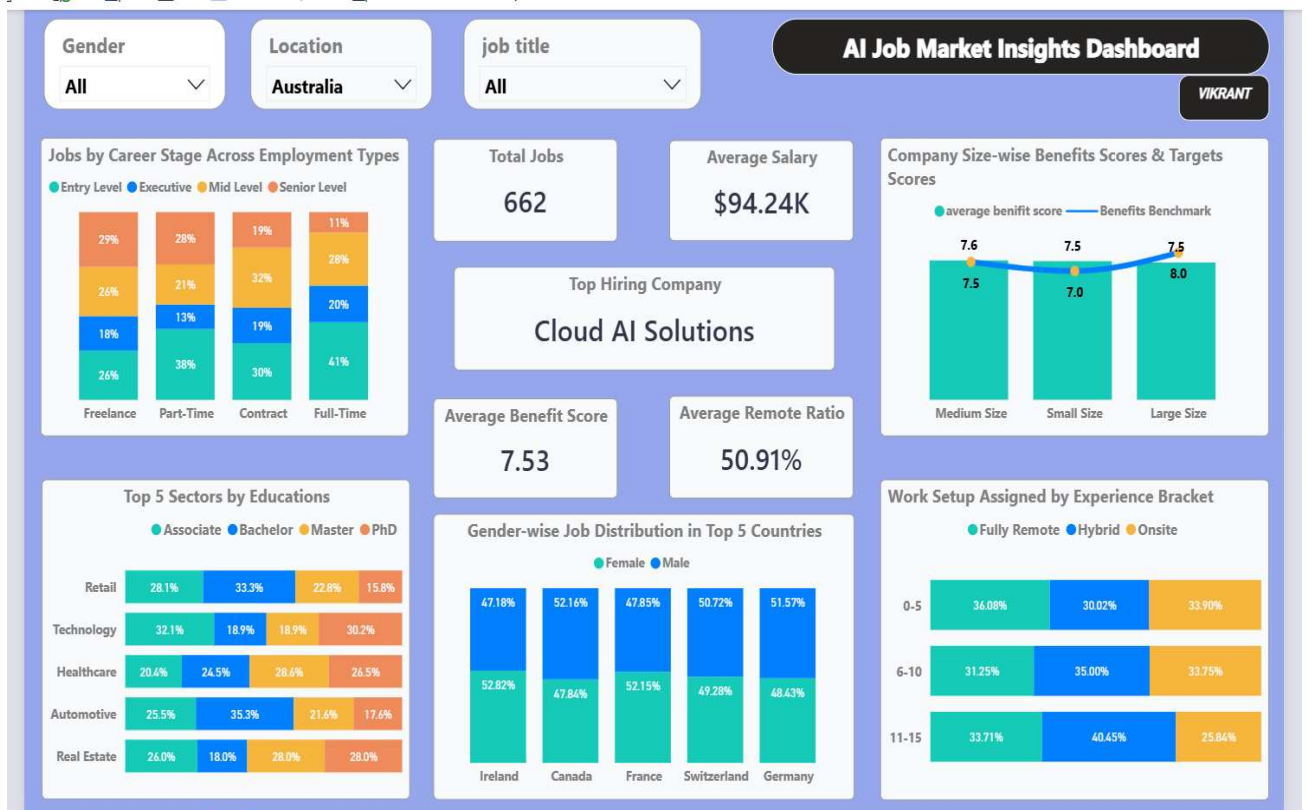 Gender
All
Location
Australia
job title
All
AI Job Market Insights Dashboard
VIKRANT
Jobs by Career Stage Across Employment Types
Entry Level Executive Mid Level Senior Level
29% 28% 19% 11%
26% 21% 32% 28%
18% 13% 19% 20%
26% 38% 30% 41%
Freelance Part-Time Contract Full-Time
Total Jobs
662
Average Salary
$94.24K
Top Hiring Company
Cloud AI Solutions
Average Benefit Score
7.53
Average Remote Ratio
50.91%
Company Size-wise Benefits Scores & Targets
Scores
average benifit score Benefits Benchmark
7.6 7.5 7.5
7.5 7.0 8.0
Medium Size Small Size Large Size
Top 5 Sectors by Educations
Associate Bachelor Master PhD
Retail 28.1% 33.3% 22.8% 15.8%
Technology 32.1% 18.9% 18.9% 30.2%
Healthcare 20.4% 24.5% 28.6% 26.5%
Automotive 25.5% 35.3% 21.6% 17.6%
Real Estate 26.0% 18.0% 28.0% 28.0%
Gender-wise Job Distribution in Top 5 Countries
Female Male
47.18% 52.16% 47.85% 50.72% 51.57%
52.82% 47.84% 52.15% 49.28% 48.43%
Ireland Canada France Switzerland Germany
Work Setup Assigned by Experience Bracket
Fully Remote Hybrid Onsite
0-5 36.08% 30.02% 33.90%
6-10 31.25% 35.00% 33.75%
11-15 33.71% 40.45% 25.84%